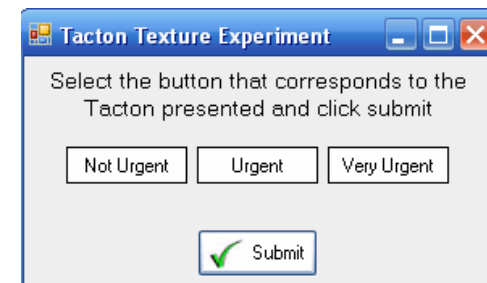 Tacton Texture Experiment
Select the button that corresponds to the
Tacton presented and click submit
Not Urgent Urgent Very Urgent
Submit